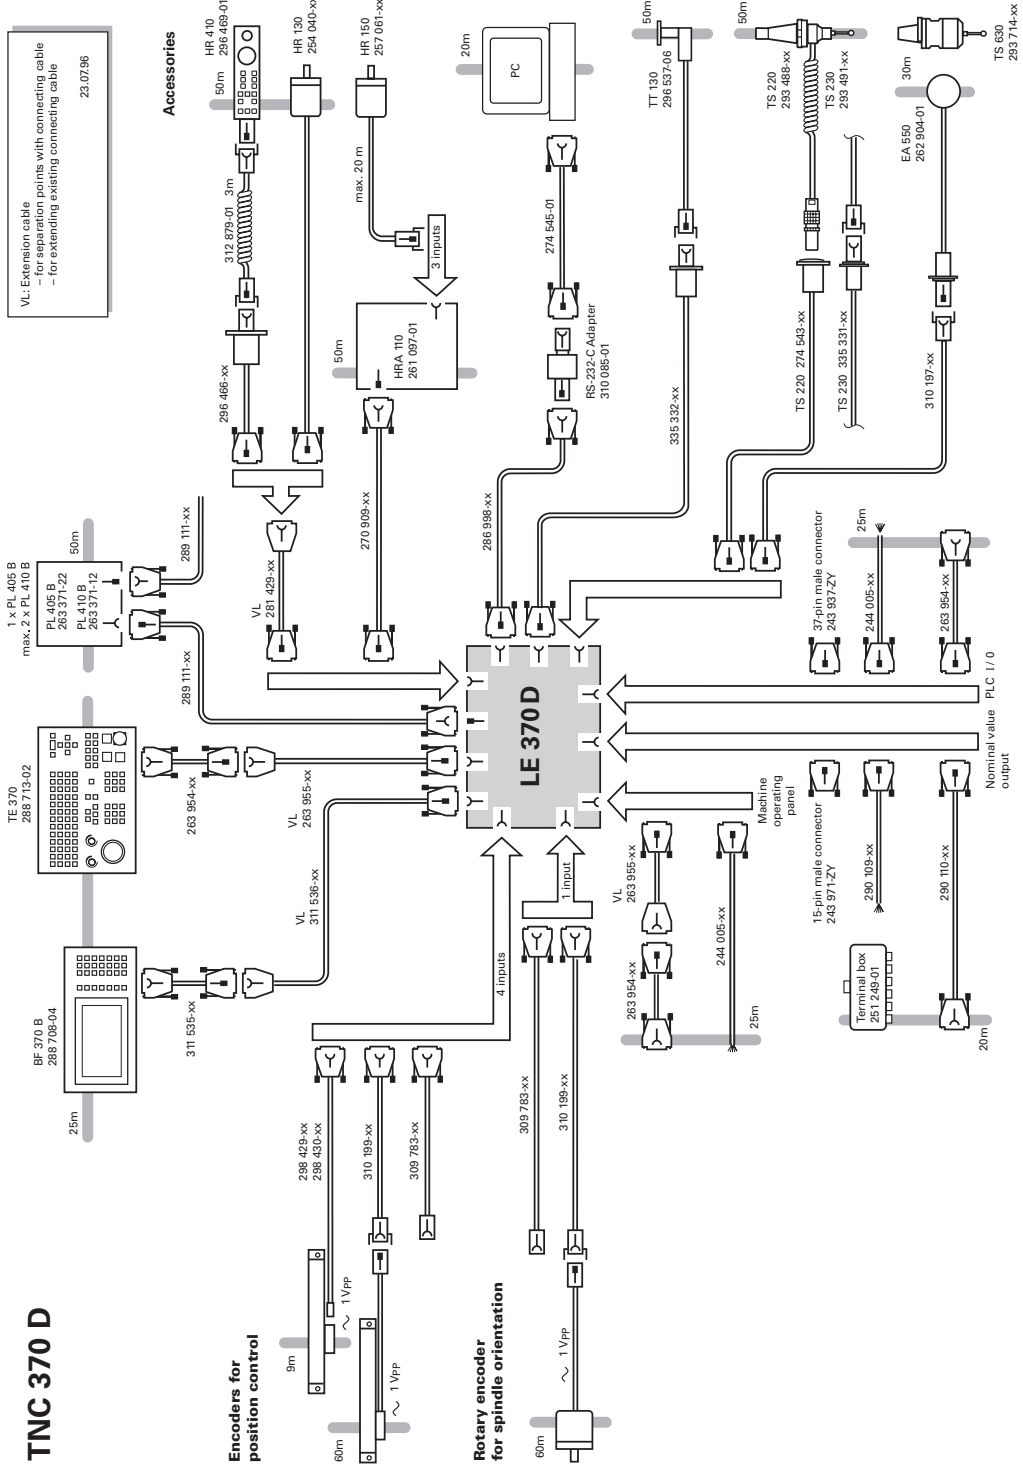 TNC 370 D
VL: Extension cable
– for separation points with connecting cable
– for extending existing connecting cable
23.07.96
BF 370 B
288 708-04
25m
311 535-xx
VL
311 536-xx
TE 370
288 713-02
263 954-xx
VL
263 955-xx
1 x PL 405 B
max. 2 x PL 410 B
PL 405 B
263 371-22
PL 410 B
263 371-12
50m
289 111-xx
289 111-xx
Accessories
HR 410
296 469-01
50m
3m
312 879-01
296 466-xx
HR 130
254 040-x
HR 150
257 061-xx
max. 20 m
3 inputs
50m
HRA 110
261 097-01
VL
281 429-xx
270 909-xx
PC
20m
274 545-01
RS-232-C Adapter
310 085-01
286 998-xx
50m
TT 130
296 537-06
335 332-xx
50m
TS 220
293 488-xx
TS 230
293 491-xx
TS 220 274 543-xx
TS 230 335 331-xx
TS 630
293 714-xx
30m
EA 550
262 904-01
310 197-xx
LE 370 D
Encoders for
position control
9m
60m
1 VPP
1 VPP
298 429-xx
298 430-xx
310 199-xx
309 783-xx
4 inputs
Rotary encoder
for spindle orientation
60m
1 VPP
309 783-xx
310 199-xx
1 input
Machine
operating
panel
VL
263 955-xx
263 954-xx
244 005-xx
25m
Nominal value
output
15-pin male connector
243 971-ZY
290 109-xx
290 110-xx
Terminal box
251 249-01
20m
PLC I / 0
37-pin male connector
243 937-ZY
244 005-xx
25m
263 954-xx